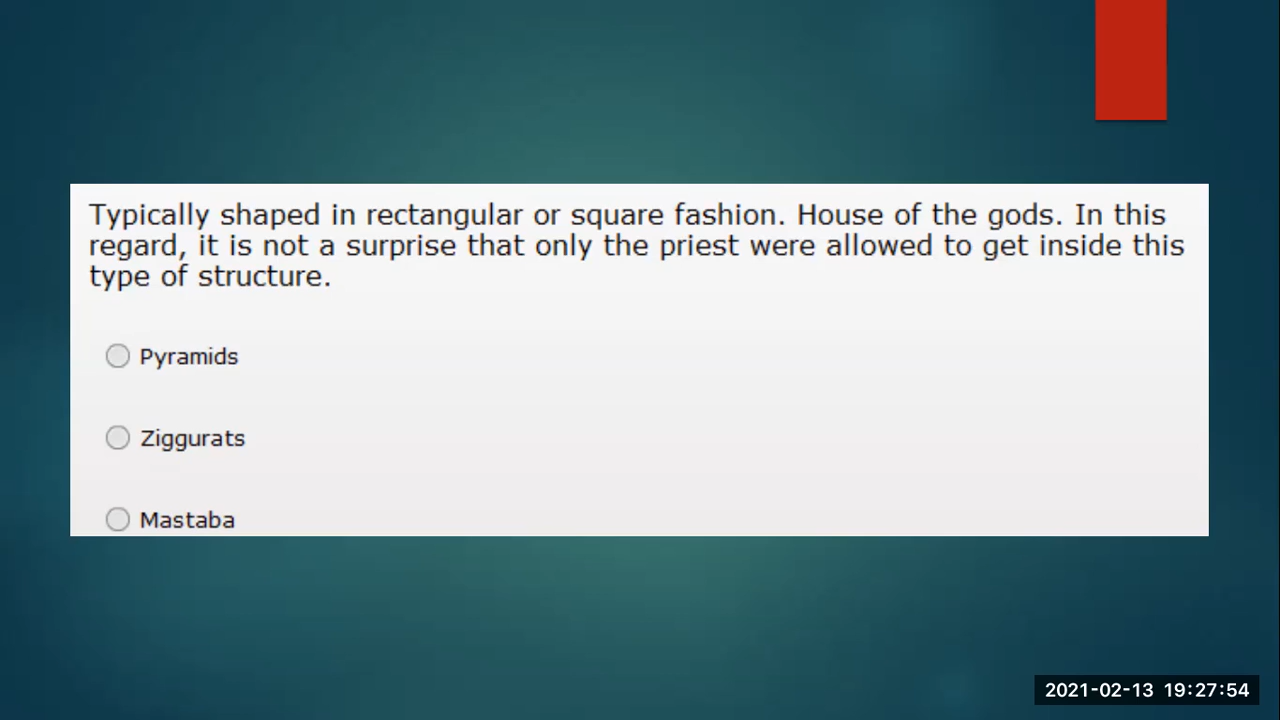 Typically shaped in rectangular or square fashion. House of the gods. In this
regard, it is not a surprise that only the priest were allowed to get inside this
type of structure.
Pyramids
Ziggurats
Mastaba
2021-02-13 19:27:54